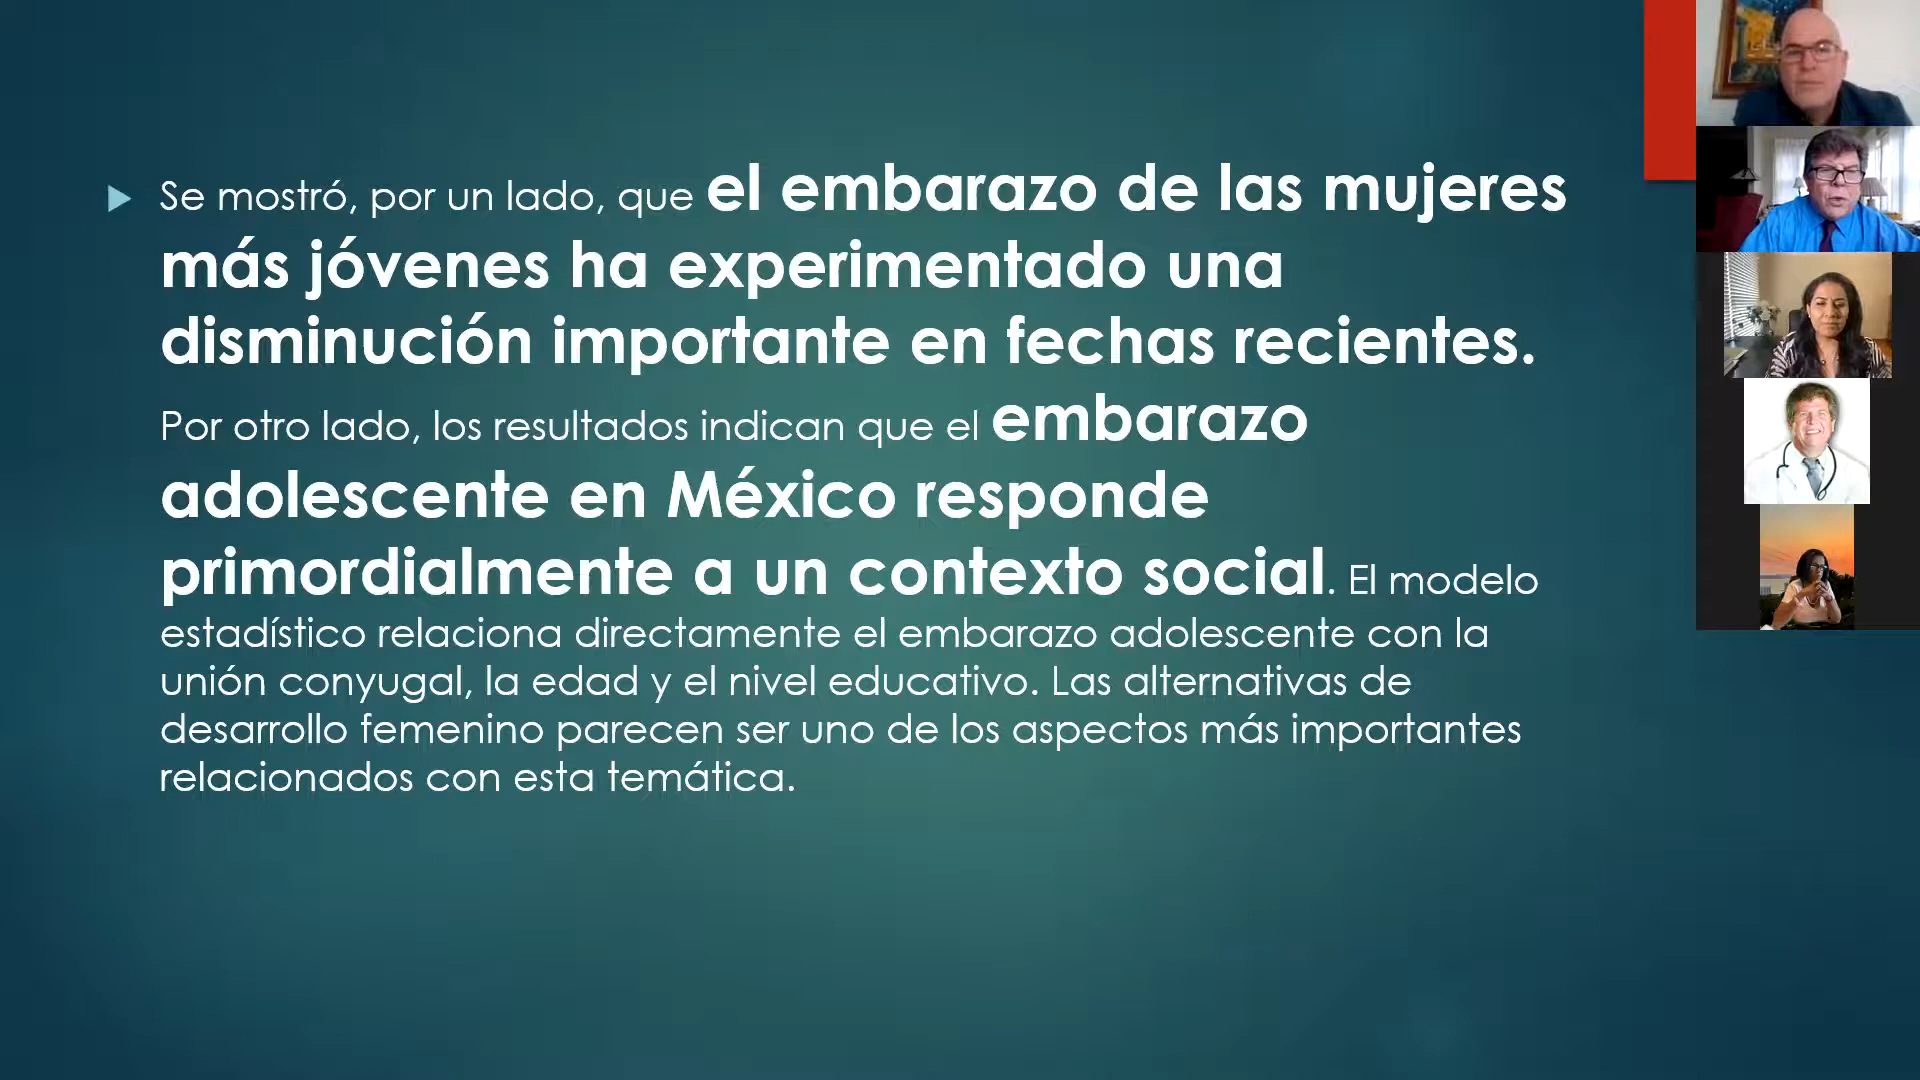 Se mostró, por un lado, que el embarazo de las mujeres
más jóvenes ha experimentado una
disminución importante en fechas recientes.
Por otro lado, los resultados indican que el embarazo
adolescente en México responde
primordialmente a un contexto social. El modelo
estadístico relaciona directamente el embarazo adolescente con la
unión conyugal, la edad y el nivel educativo. Las alternativas de
desarrollo femenino parecen ser uno de los aspectos más importantes
relacionados con esta temática.